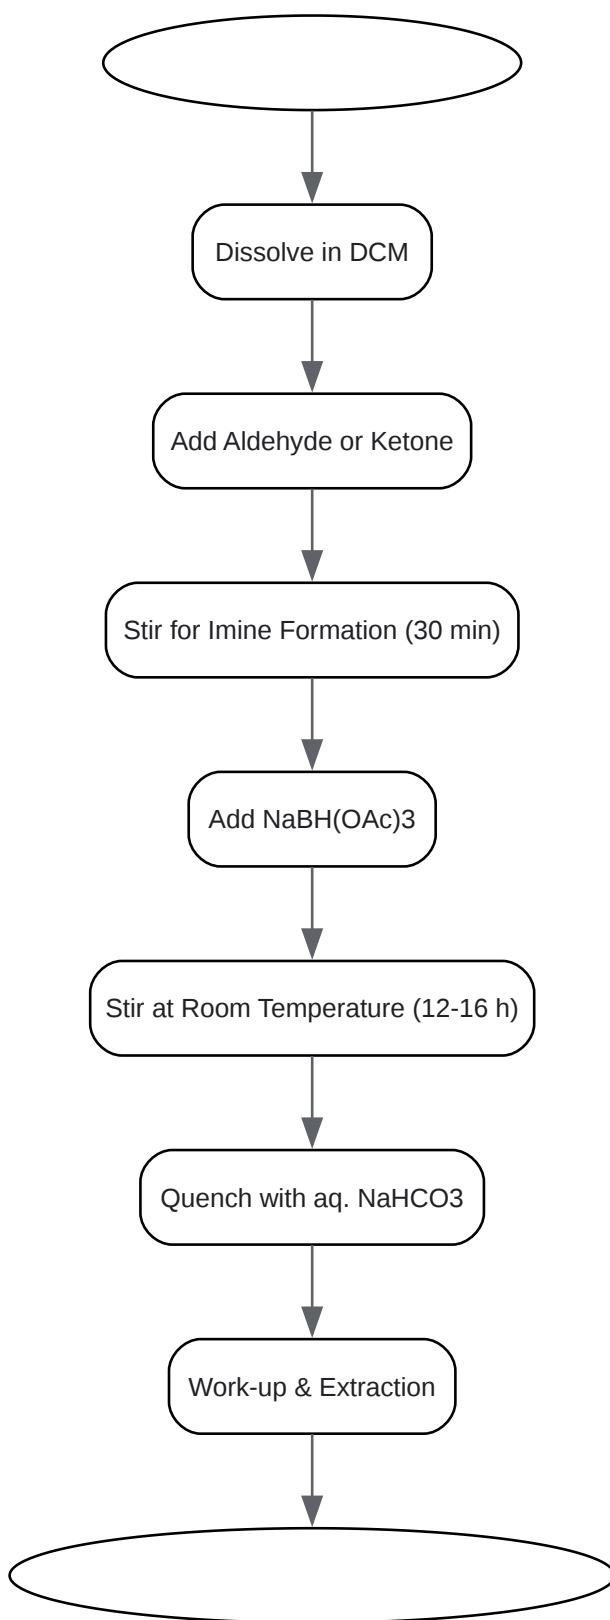 Dissolve in DCM
Add Aldehyde or Ketone
Stir for Imine Formation (30 min)
Add NaBH(OAc)3
Stir at Room Temperature (12-16 h)
Quench with aq. NaHCO3
Work-up & Extraction